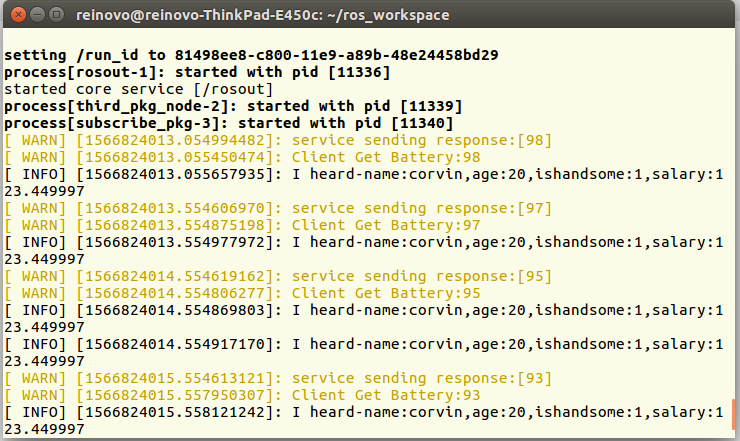 reinovo@reinovo-ThinkPad-E450c: ~/ros_workspace
setting /run_id to 81498ee8-c800-11e9-a89b-48e24458bd29
process[rosout-1]: started with pid [11336]
started core service [/rosout]
process[third_pkg_node-2]: started with pid [11339]
process[subscribe_pkg-3]: started with pid [11340]
[ WARN] [1566824013.054994482]: service sending response:[98]
[ WARN] [1566824013.055450474]: Client Get Battery:98
[ INFO] [1566824013.055657935]: I heard-name:corvin,age:20,ishandsome:1,salary:1
23.449997
[ WARN] [1566824013.554606970]: service sending response:[97]
[ WARN] [1566824013.554875198]: Client Get Battery:97
[ INFO] [1566824013.554977972]: I heard-name:corvin,age:20,ishandsome:1,salary:1
23.449997
[ WARN] [1566824014.554619162]: service sending response:[95]
[ WARN] [1566824014.554806277]: Client Get Battery:95
[ INFO] [1566824014.554869803]: I heard-name:corvin,age:20,ishandsome:1,salary:1
23.449997
[ INFO] [1566824014.554917170]: I heard-name:corvin,age:20,ishandsome:1,salary:1
23.449997
[ WARN] [1566824015.554613121]: service sending response:[93]
[ WARN] [1566824015.557950307]: Client Get Battery:93
[ INFO] [1566824015.558121242]: I heard-name:corvin,age:20,ishandsome:1,salary:1
23.449997